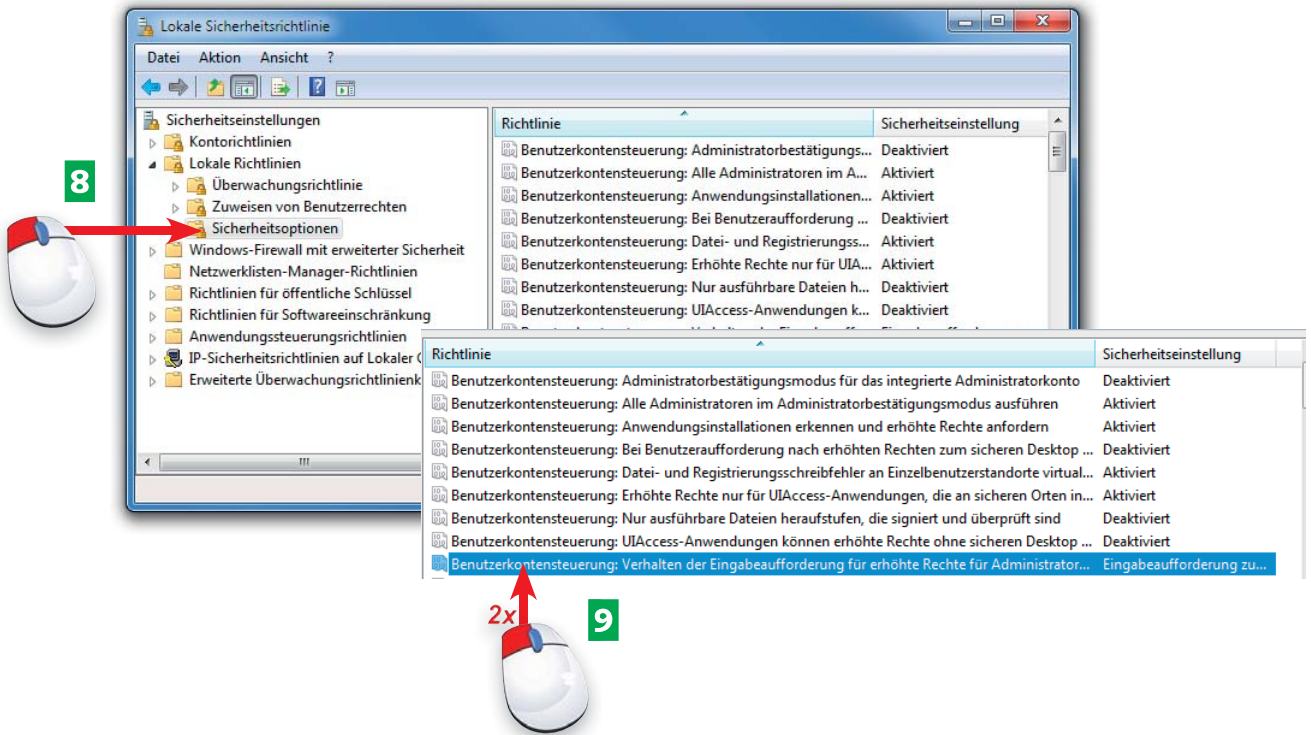 Lokale Sicherheitsrichtlinie
Datei Aktion Ansicht ?
Sicherheitseinstellungen
Kontorichtlinien
Lokale Richtlinien
Überwachungsrichtlinie
Zuweisen von Benutzerrechten
Sicherheitsoptionen
Windows-Firewall mit erweiterter Sicherheit
Netzwerklisten-Manager-Richtlinien
Richtlinien für öffentliche Schlüssel
Richtlinien für Softwareeinschränkung
Anwendungssteuerungsrichtlinien
IP-Sicherheitsrichtlinien auf Lokaler
Erweiterte Überwachungsrichtlinienk
8
Richtlinie Sicherheitseinstellung
Benutzerkontensteuerung: Administratorbestätigungs... Deaktiviert
Benutzerkontensteuerung: Alle Administratoren im A... Aktiviert
Benutzerkontensteuerung: Anwendungsinstallationen... Aktiviert
Benutzerkontensteuerung: Bei Benutzeraufforderung ... Deaktiviert
Benutzerkontensteuerung: Datei- und Registrierungss... Aktiviert
Benutzerkontensteuerung: Erhöhte Rechte nur für UIA... Aktiviert
Benutzerkontensteuerung: Nur ausführbare Dateien h... Deaktiviert
Benutzerkontensteuerung: UIAccess-Anwendungen k... Deaktiviert
Richtlinie Sicherheitseinstellung
Benutzerkontensteuerung: Administratorbestätigungsmodus für das integrierte Administratorkonto Deaktiviert
Benutzerkontensteuerung: Alle Administratoren im Administratorbestätigungsmodus ausführen Aktiviert
Benutzerkontensteuerung: Anwendungsinstallationen erkennen und erhöhte Rechte anfordern Aktiviert
Benutzerkontensteuerung: Bei Benutzeraufforderung nach erhöhten Rechten zum sicheren Desktop ... Deaktiviert
Benutzerkontensteuerung: Datei- und Registrierungsschreibfehler an Einzelbenutzerstandorte virtual... Aktiviert
Benutzerkontensteuerung: Erhöhte Rechte nur für UIAccess-Anwendungen, die an sicheren Orten in... Aktiviert
Benutzerkontensteuerung: Nur ausführbare Dateien heraufstufen, die signiert und überprüft sind Deaktiviert
Benutzerkontensteuerung: UIAccess-Anwendungen können erhöhte Rechte ohne sicheren Desktop ... Deaktiviert
Benutzerkontensteuerung: Verhalten der Eingabeaufforderung für erhöhte Rechte für Administrator... Eingabeaufforderung zu...
2x
9